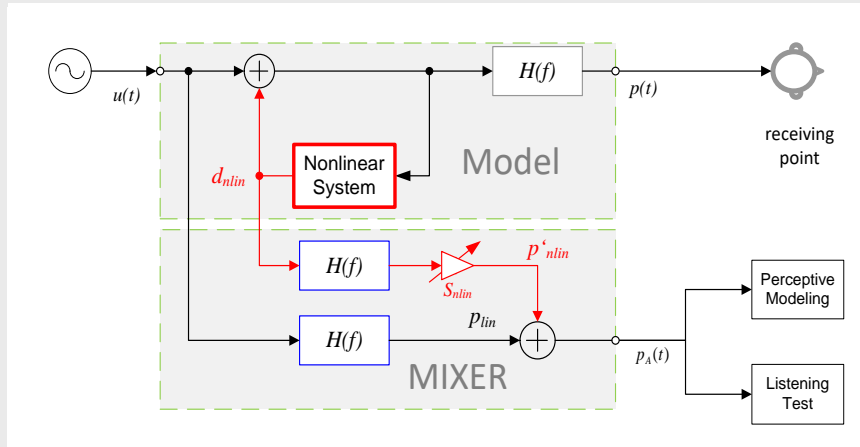 H(f)
u(t)
p(t)
receiving
point
Nonlinear
System
Model
d_nlin
H(f)
p‘_nlin
S_nlin
Perceptive
Modeling
H(f)
p_lin
p_A(t)
MIXER
Listening
Test